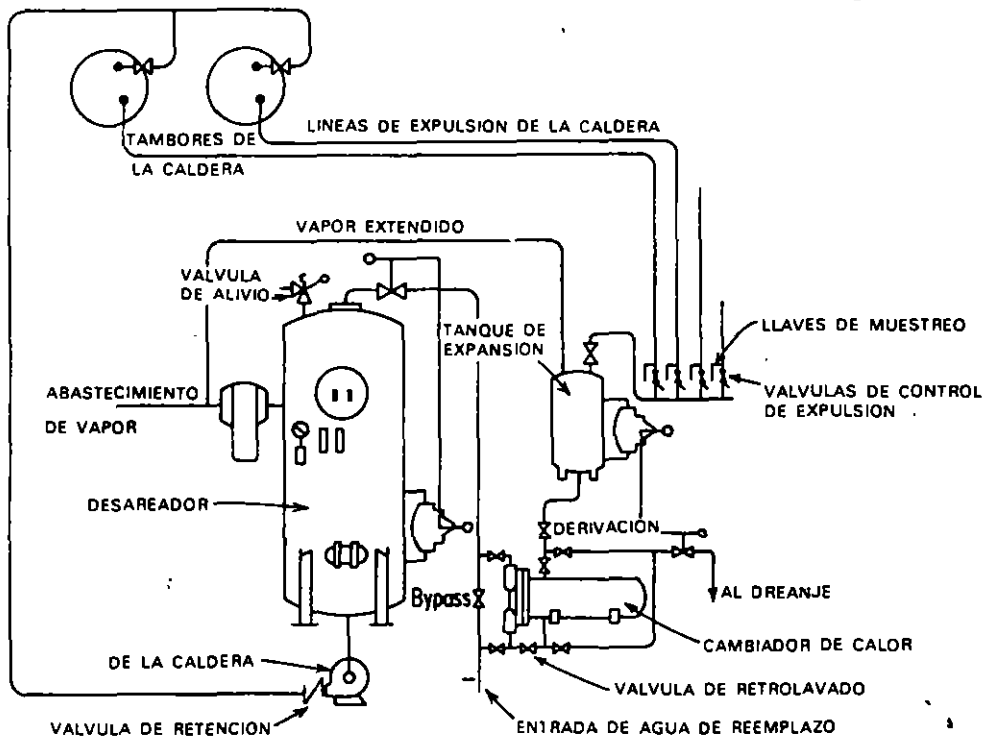 LINEAS DE EXPULSION DE LA CALDERA
TAMBORES DE
LA CALDERA
VAPOR EXTENDIDO
VALVULA
DE ALIVIO
TANQUE DE
EXPANSION
LLAVES DE MUESTREO
VALVULAS DE CONTROL
DE EXPULSION
ABASTECIMIENTO
DE VAPOR
DESAREADOR
DERIVACION
Bypass
AL DREANJE
CAMBIADOR DE CALOR
DE LA CALDERA
VALVULA DE RETROLAVADO
VALVULA DE RETENCION
ENTRADA DE AGUA DE REEMPLAZO